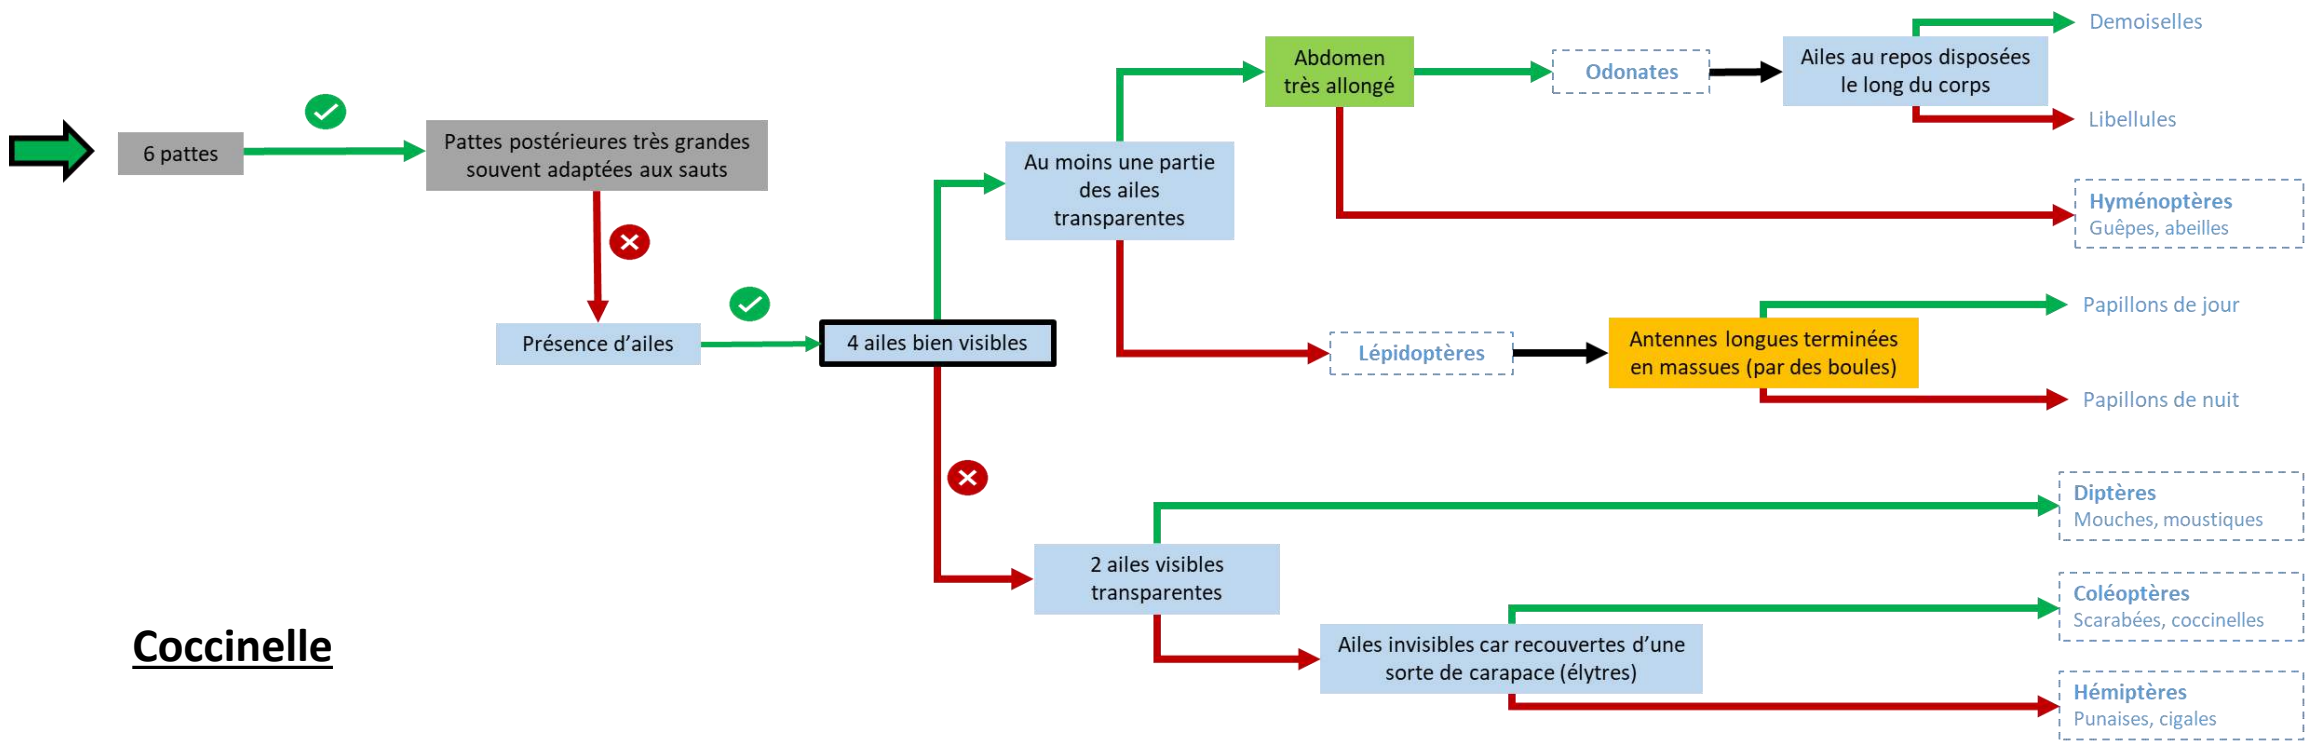 6 pattes
Pattes postérieures très grandes
souvent adaptées aux sauts
Présence d'ailes
4 ailes bien visibles
Au moins une partie
des ailes
transparentes
Abdomen
très allongé
Odonates
Ailes au repos disposées
le long du corps
Demoiselles
Libellules
Hyménoptères
Guêpes, abeilles
Lépidoptères
Antennes longues terminées
en massues (par des boules)
Papillons de jour
Papillons de nuit
2 ailes visibles
transparentes
Diptères
Mouches, moustiques
Ailes invisibles car recouvertes d'une
sorte de carapace (élytres)
Coléoptères
Scarabées, coccinelles
Hémiptères
Punaises, cigales
Coccinelle